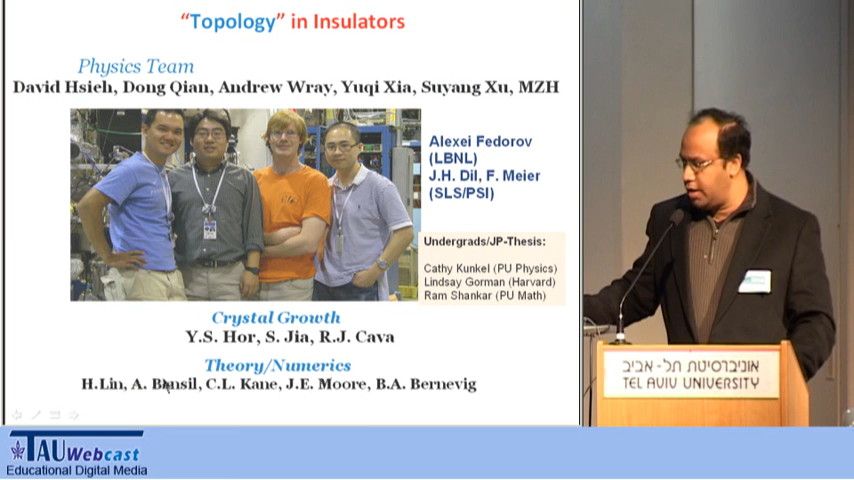 “Topology” in Insulators
Physics Team
David Hsieh, Dong Qian, Andrew Wray, Yuqi Xia, Suyang Xu, MZH
Alexei Fedorov
(LBNL)
J.H. Dil, F. Meier
(SLS/PSI)
Undergrads/JP-Thesis:
Cathy Kunkel (PU Physics)
Lindsay Gorman (Harvard)
Ram Shankar (PU Math)
Crystal Growth
Y.S. Hor, S. Jia, R.J. Cava
Theory/Numerics
H.Lin, A. Bansil, C.L. Kane, J.E. Moore, B.A. Bernevig
אוניברסיטת תל-אביב
TEL AVIV UNIVERSITY
TAU Webcast
Educational Digital Media